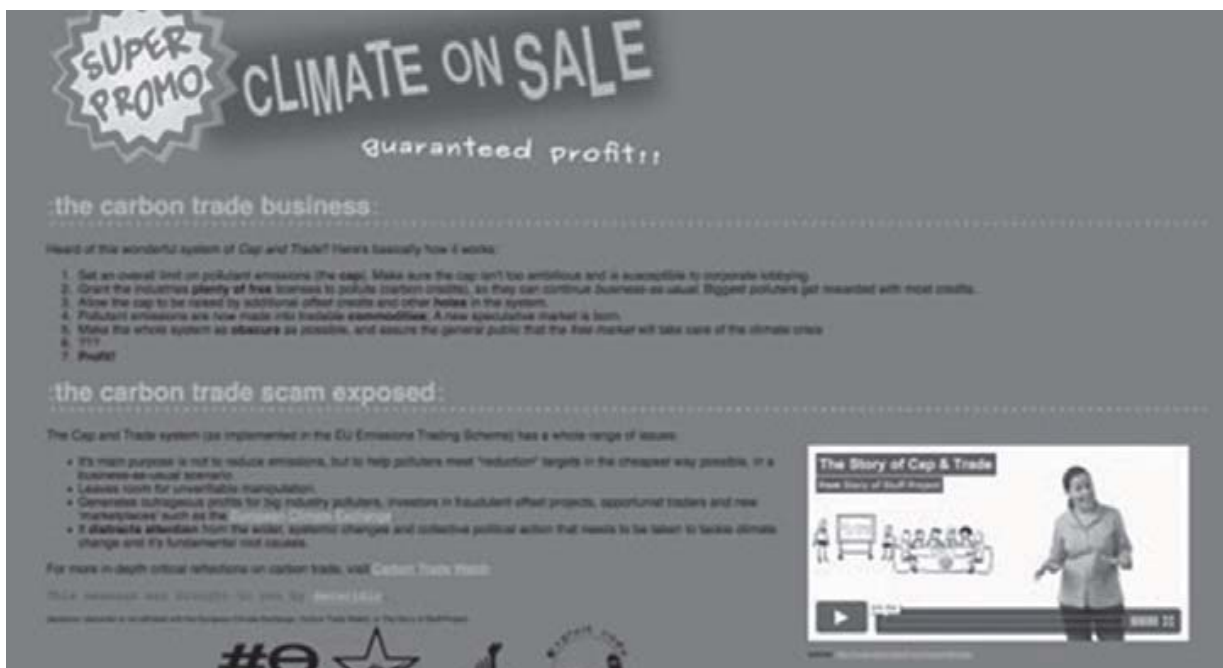 SUPER
PROMO
CLIMATE ON SALE
guaranteed profit!!
:the carbon trade business:
Heard of this wonderful system of Cap and Trade? Here's basically how it works:
1. Set an overall limit on pollutant emissions (the cap). Make sure the cap isn't too ambitious and is susceptible to corporate lobbying.
2. Grant the industries plenty of free licenses to pollute (carbon credits), so they can continue business-as-usual. Biggest polluters get rewarded with most credits.
3. Allow the cap to be raised by additional offset credits and other holes in the system.
4. Pollutant emissions are now made into tradable commodities. A new speculative market is born.
5. Make the whole system as obscure as possible, and assure the general public that the free market will take care of the climate crisis
6. ???
7. Profit!
:the carbon trade scam exposed:
The Cap and Trade system (as implemented in the EU Emissions Trading Scheme) has a whole range of issues:
It's main purpose is not to reduce emissions, but to help polluters meet "reduction" targets in the cheapest way possible, in a
business-as-usual scenario.
Leaves room for unverifiable manipulation.
Generates outrageous profits for big industry polluters, investors in fraudulent offset projects, opportunist traders and new
'marketplaces' such as the
It distracts attention from the wider, systemic changes and collective political action that needs to be taken to tackle climate
change and it's fundamental root causes.
The Story of Cap & Trade
from Story of Stuff Project
For more in-depth critical reflections on carbon trade, visit Carbon Trade Watch
This message was brought to you by
#